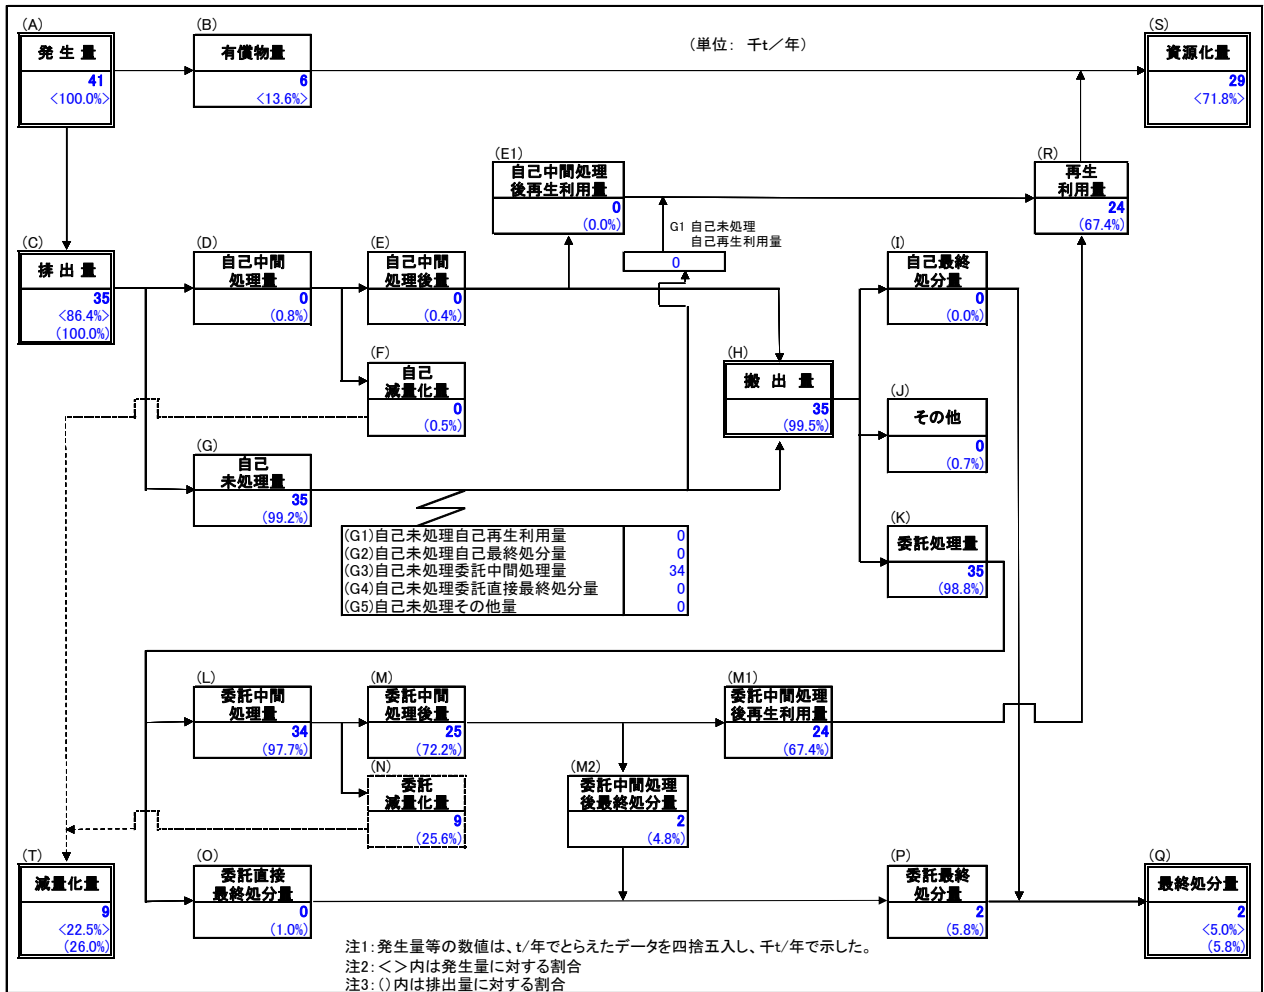 (A)
発 生 量
41
<100.0%>
(B)
有償物量
6
<13.6%>
(単位： 千t／年)
(S)
資源化量
29
<71.8%>
(E1)
自己中間処理
後再生利用量
0
(0.0%)
(R)
再生
利用量
24
(67.4%)
G1 自己未処理
自己再生利用量
0
(C)
排 出 量
35
<86.4%>
(100.0%)
(D)
自己中間
処理量
0
(0.8%)
(E)
自己中間
処理後量
0
(0.4%)
(I)
自己最終
処分量
0
(0.0%)
(F)
自己
減量化量
0
(0.5%)
(H)
搬 出 量
35
(99.5%)
(J)
その他
0
(0.7%)
(G)
自己
未処理量
35
(99.2%)
(G1)自己未処理自己再生利用量 0
(G2)自己未処理自己最終処分量 0
(G3)自己未処理委託中間処理量 34
(G4)自己未処理委託直接最終処分量 0
(G5)自己未処理その他量 0
(K)
委託処理量
35
(98.8%)
(L)
委託中間
処理量
34
(97.7%)
(M)
委託中間
処理後量
25
(72.2%)
(M1)
委託中間処理
後再生利用量
24
(67.4%)
(N)
委託
減量化量
9
(25.6%)
(M2)
委託中間処理
後最終処分量
2
(4.8%)
(T)
減量化量
9
<22.5%>
(26.0%)
(O)
委託直接
最終処分量
0
(1.0%)
(P)
委託最終
処分量
2
(5.8%)
(Q)
最終処分量
2
<5.0%>
(5.8%)
注1：発生量等の数値は、t/年でとらえたデータを四捨五入し、千t/年で示した。
注2：＜＞内は発生量に対する割合
注3：()内は排出量に対する割合